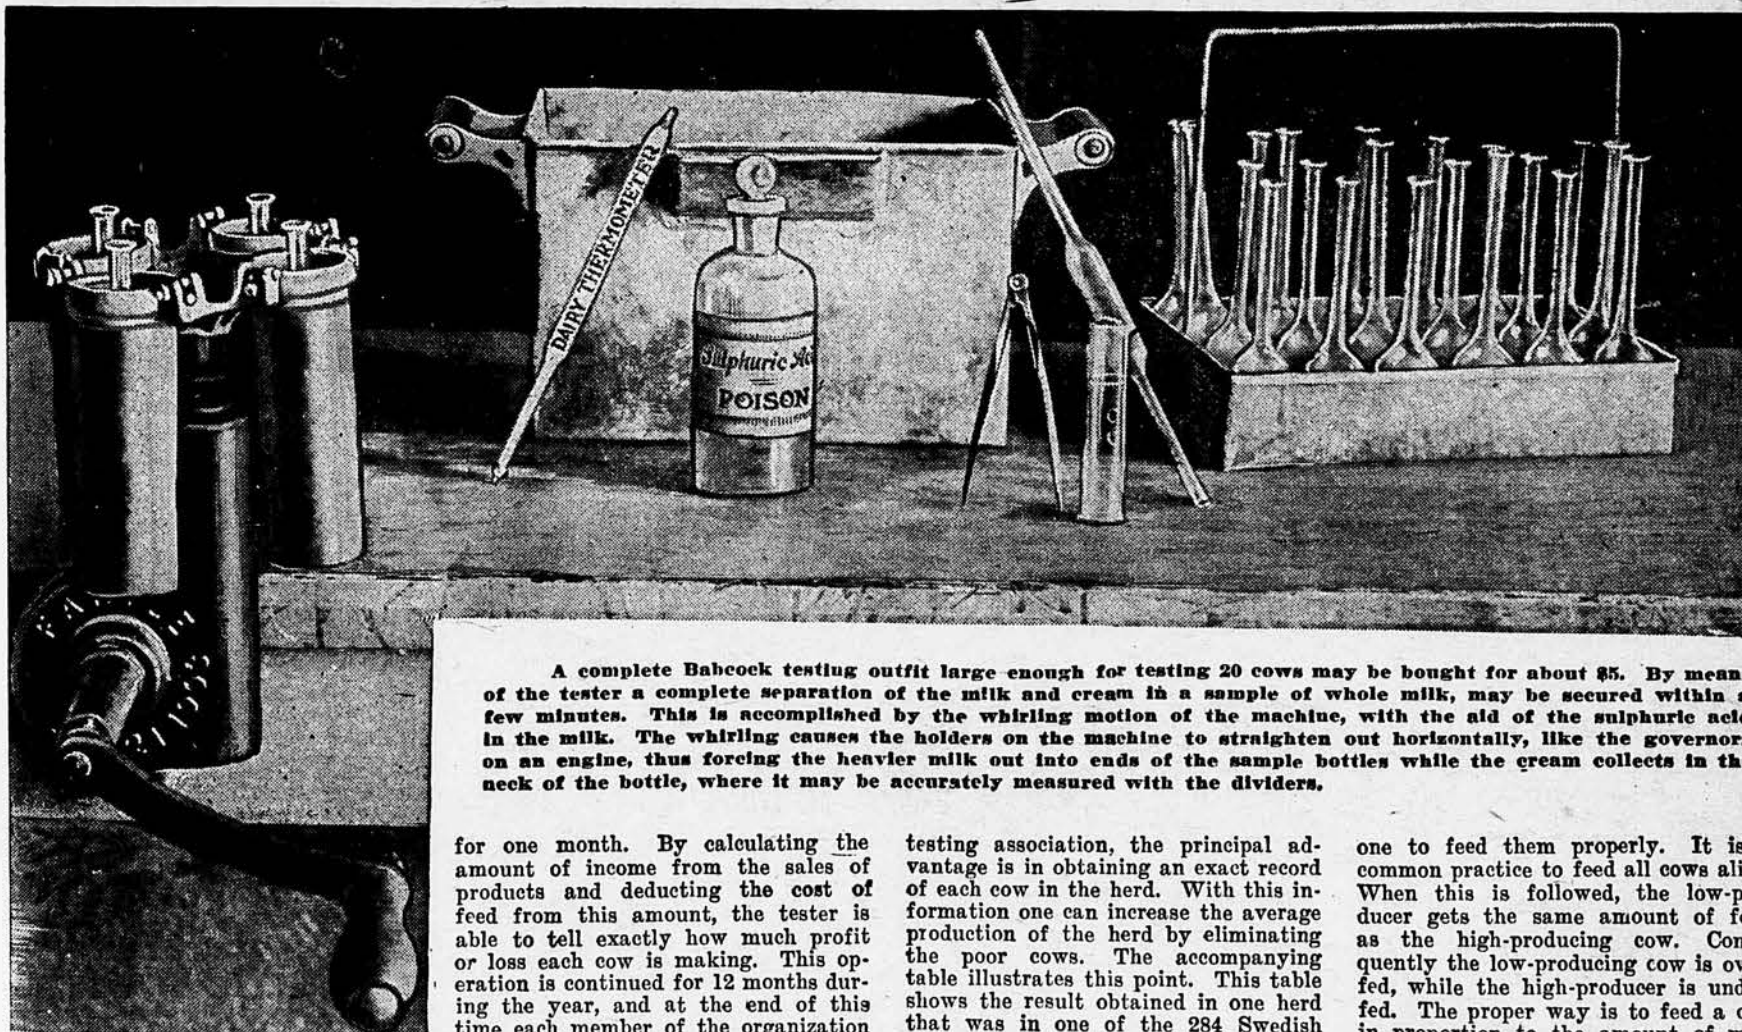 DAIRY THERMOMETER
Sulphuric Ac
POISON
A complete Babcock testing outfit large enough for testing 20 cows may be bought for about $5. By mean
of the tester a complete separation of the milk and cream in a sample of whole milk, may be secured within a
few minutes. This is accomplished by the whirling motion of the machine, with the aid of the sulphuric acid
in the milk. The whirling causes the holders on the machine to straighten out horizontally, like the governor
on an engine, thus forcing the heavier milk out into ends of the sample bottles while the cream collects in th
neck of the bottle, where it may be accurately measured with the dividers.
for one month. By calculating the
amount of income from the sales of
products and deducting the cost of
feed from this amount, the tester is
able to tell exactly how much profit
or loss each cow is making. This op-
eration is continued for 12 months dur-
ing the year, and at the end of this
time each member of the organization
testing association, the principal ad-
vantage is in obtaining an exact record
of each cow in the herd. With this in-
formation one can increase the average
production of the herd by eliminating
the poor cows. The accompanying
table illustrates this point. This table
shows the result obtained in one herd
that was in one of the 284 Swedish
one to feed them properly. It is
common practice to feed all cows ali
When this is followed, the low-p
ducer gets the same amount of f
as the high-producing cow. Con
quently the low-producing cow is ov
fed, while the high-producer is und
fed. The proper way is to feed a c
in proportion to the amount of